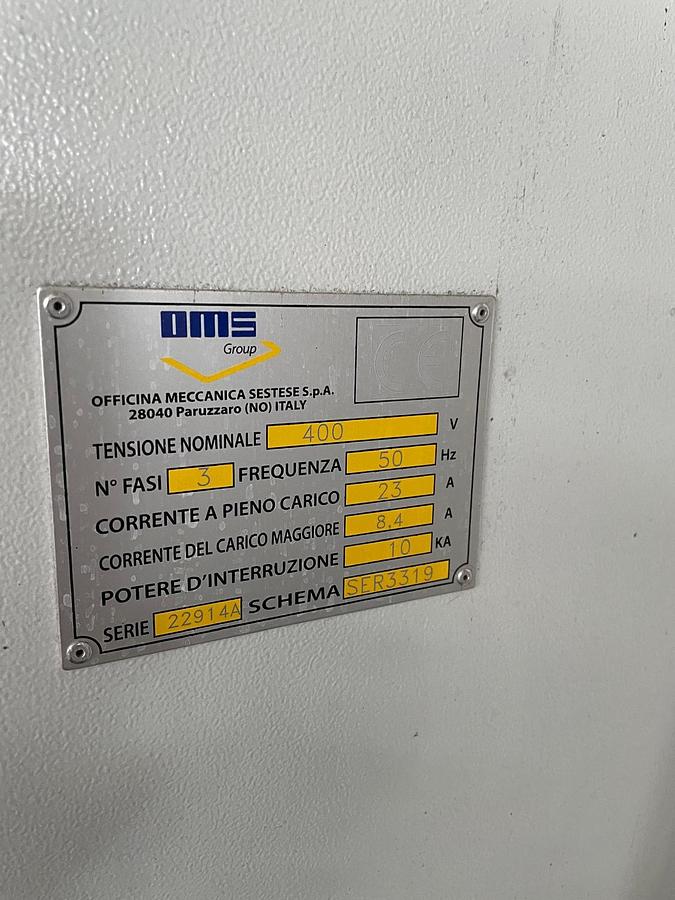 OMS
Group
CE
OFFICINA MECCANICA SESTESE S.p.A.
28040 Paruzzaro (NO) ITALY
TENSIONE NOMINALE 400 V
N° FASI 3 FREQUENZA 50 Hz
CORRENTE A PIENO CARICO 23 A
CORRENTE DEL CARICO MAGGIORE 8.4 A
POTERE D'INTERRUZIONE 10 KA
SERIE 22914A SCHEMA SER3319